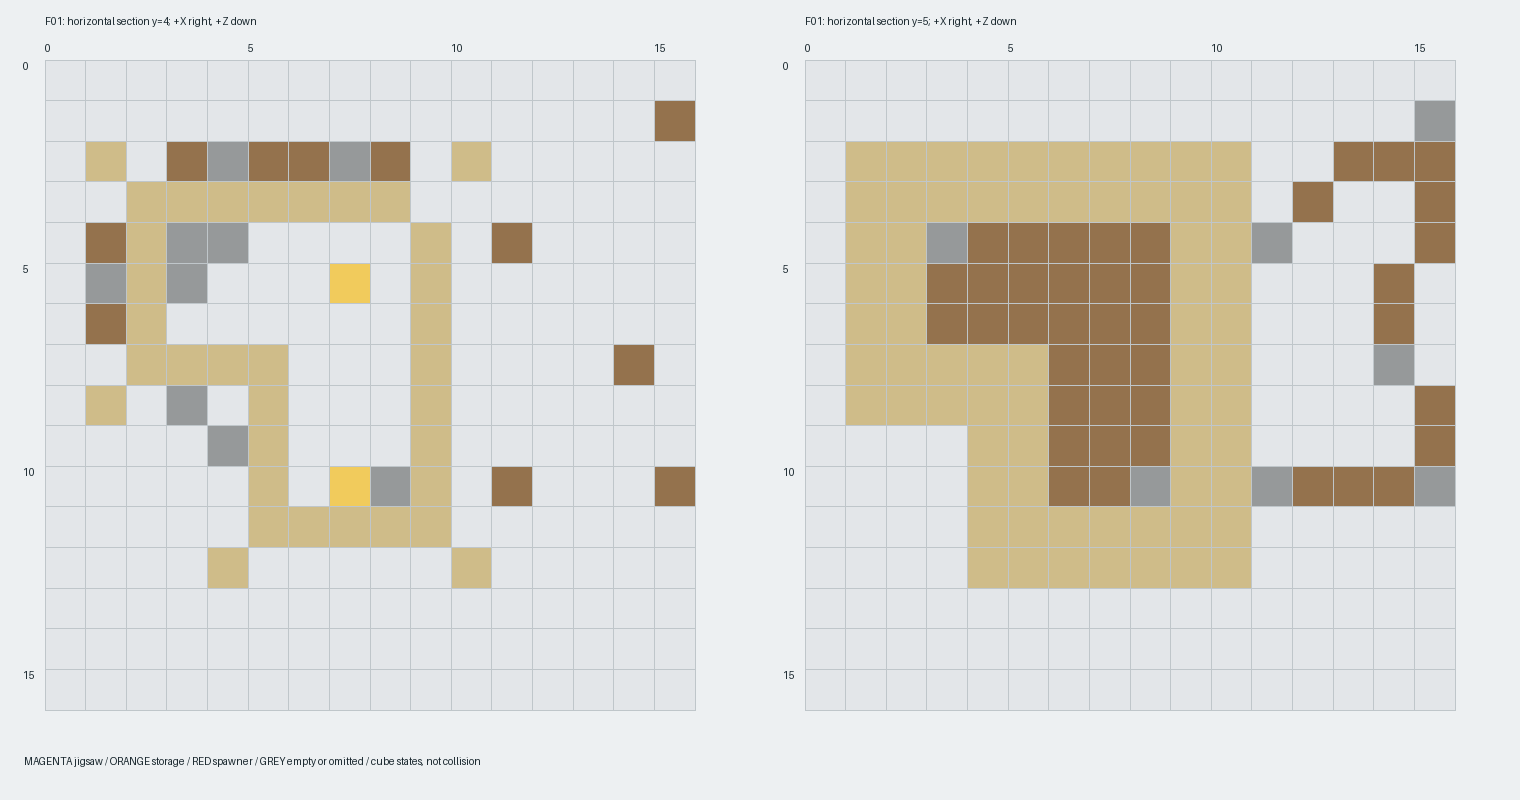 F01: horizontal section y=4; +X right, +Z down
F01: horizontal section y=5; +X right, +Z down
0 5 10 15
0 5 10 15
0 0
5 5
10 10
15 15
MAGENTA jigsaw / ORANGE storage / RED spawner / GREY empty or omitted / cube states, not collision